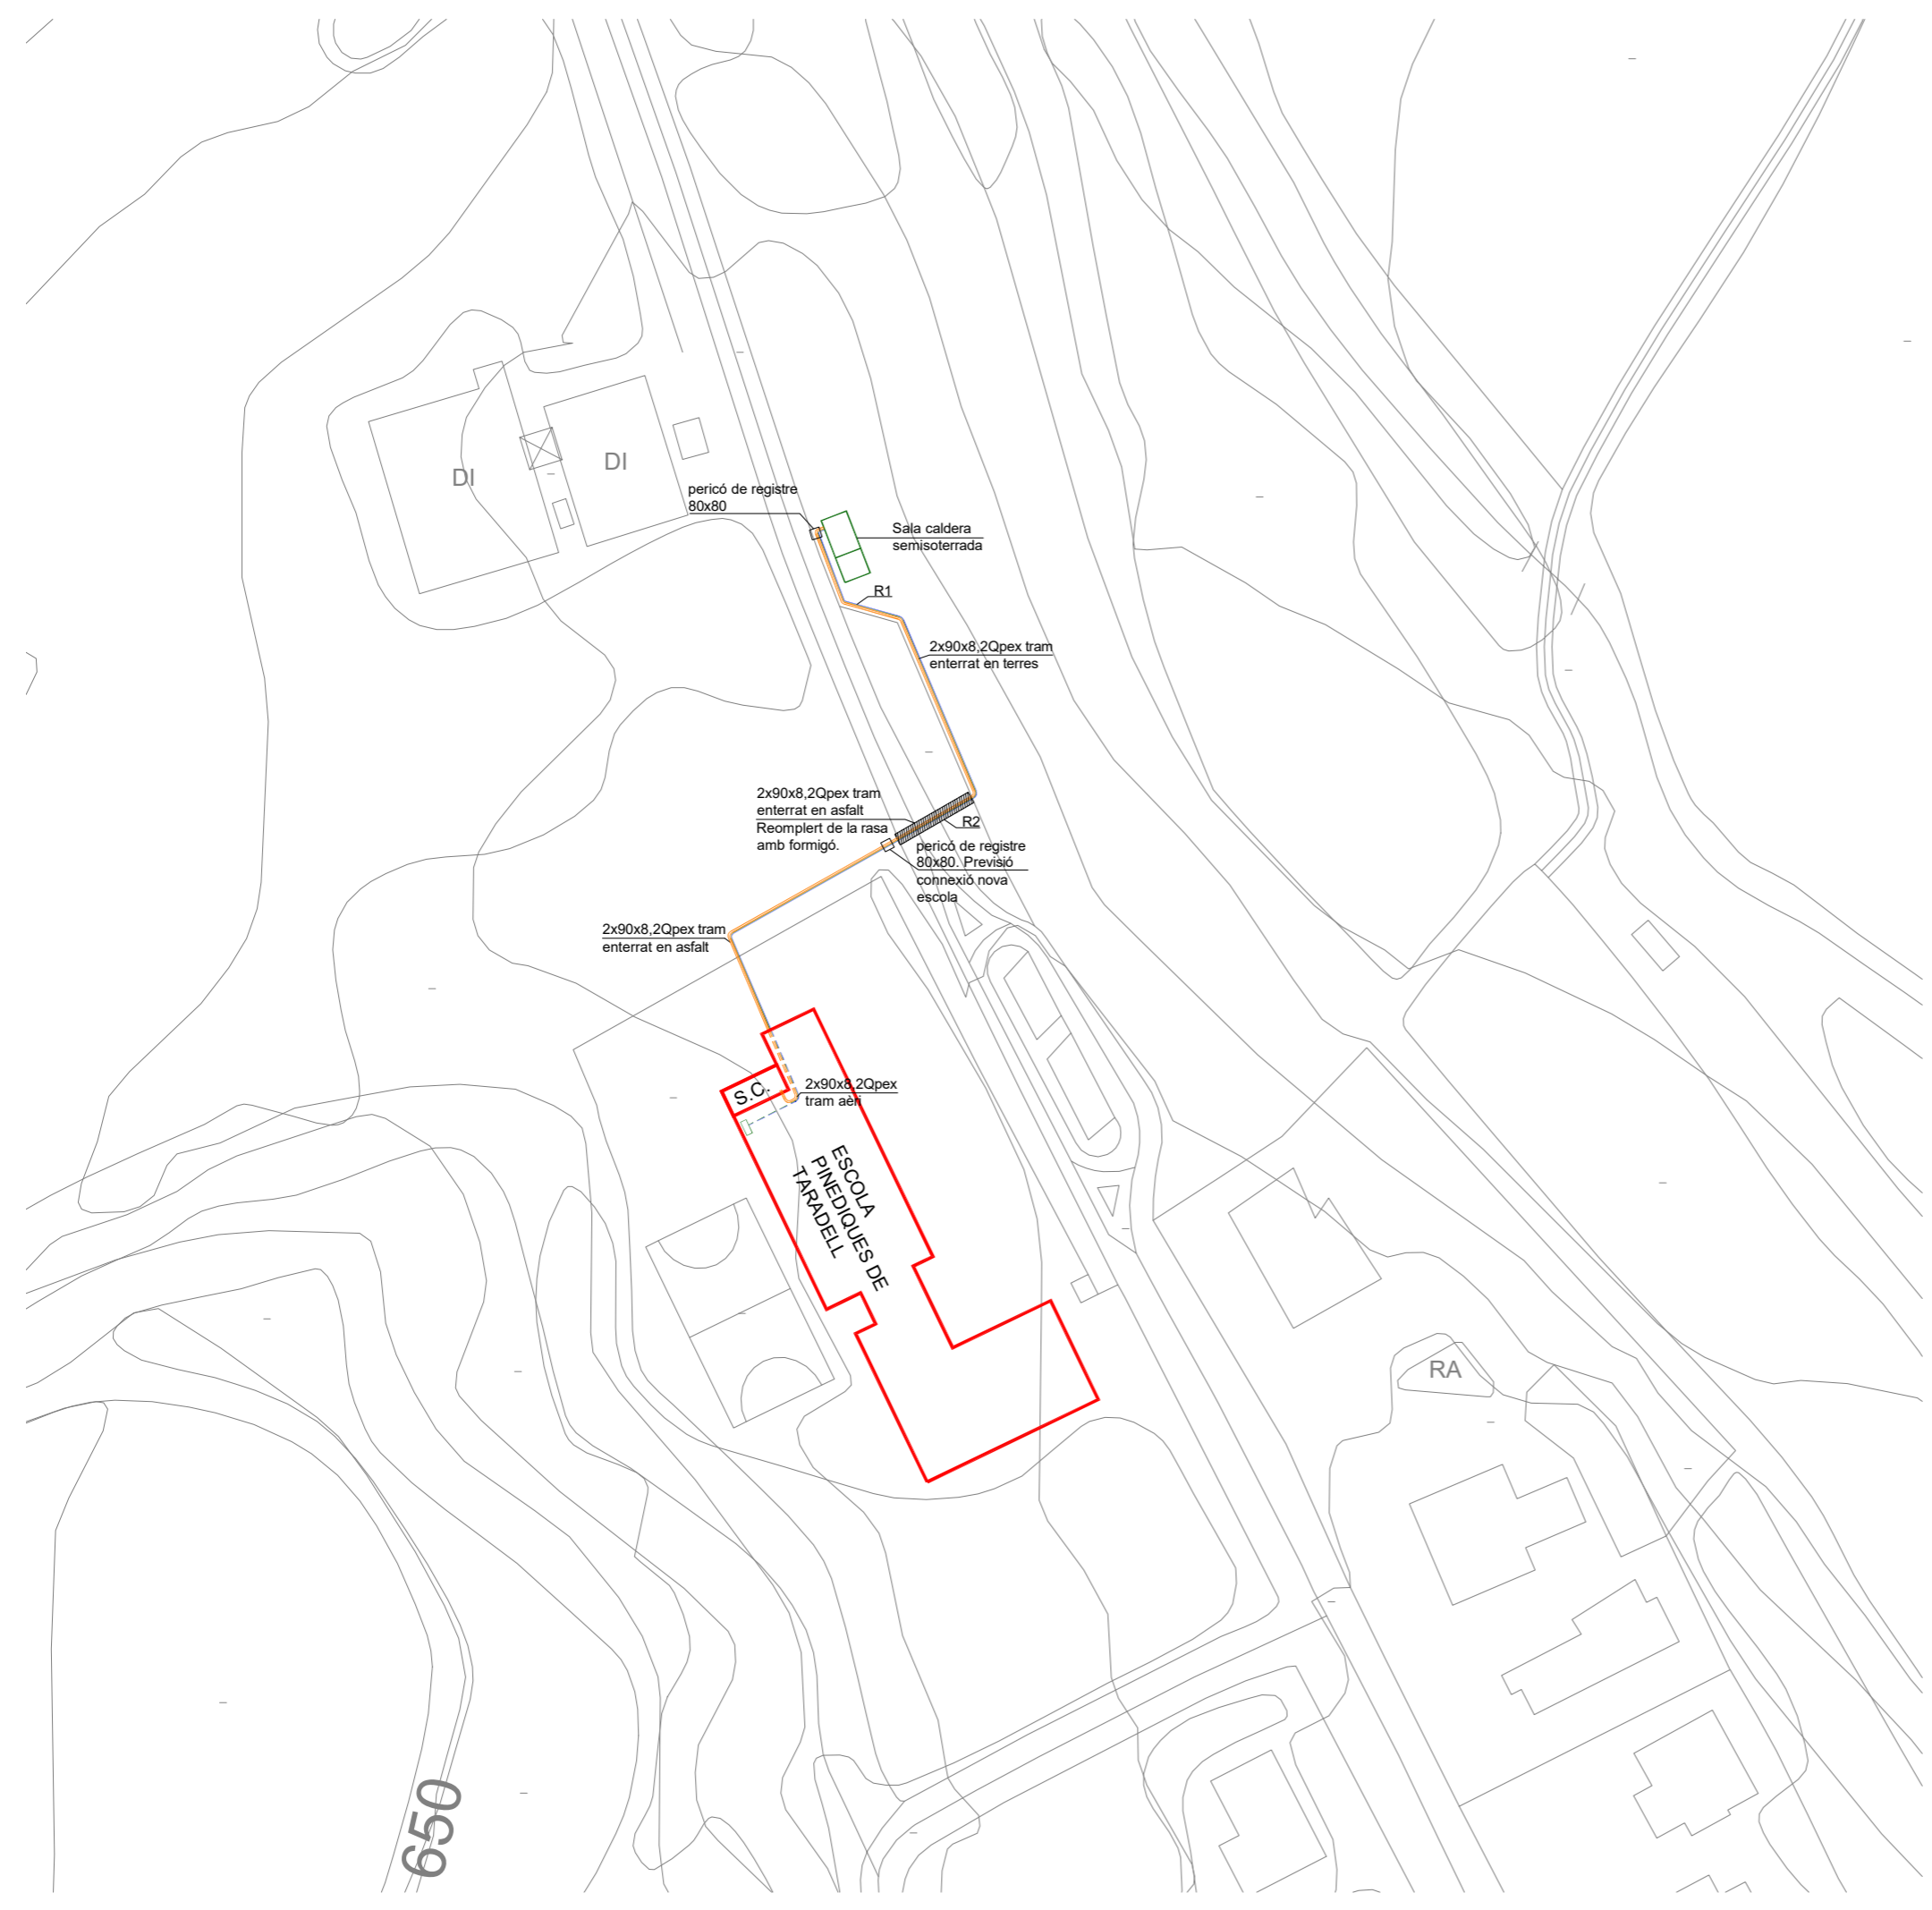 DI
DI
pericó de registre
80x80
Sala caldera
semisoterrada
R1
2x90x8,2Qpex tram
enterrat en terres
2x90x8,2Qpex tram
enterrat en asfalt
Reomplert de la rasa
amb formigó.
R2
pericó de registre
80x80. Previsió
connexió nova
escola
2x90x8,2Qpex tram
enterrat en asfalt
S.C.
2x90x8,2Qpex
tram aèri
ESCOLA
PINEDIQUES DE
TARADELL
RA
650